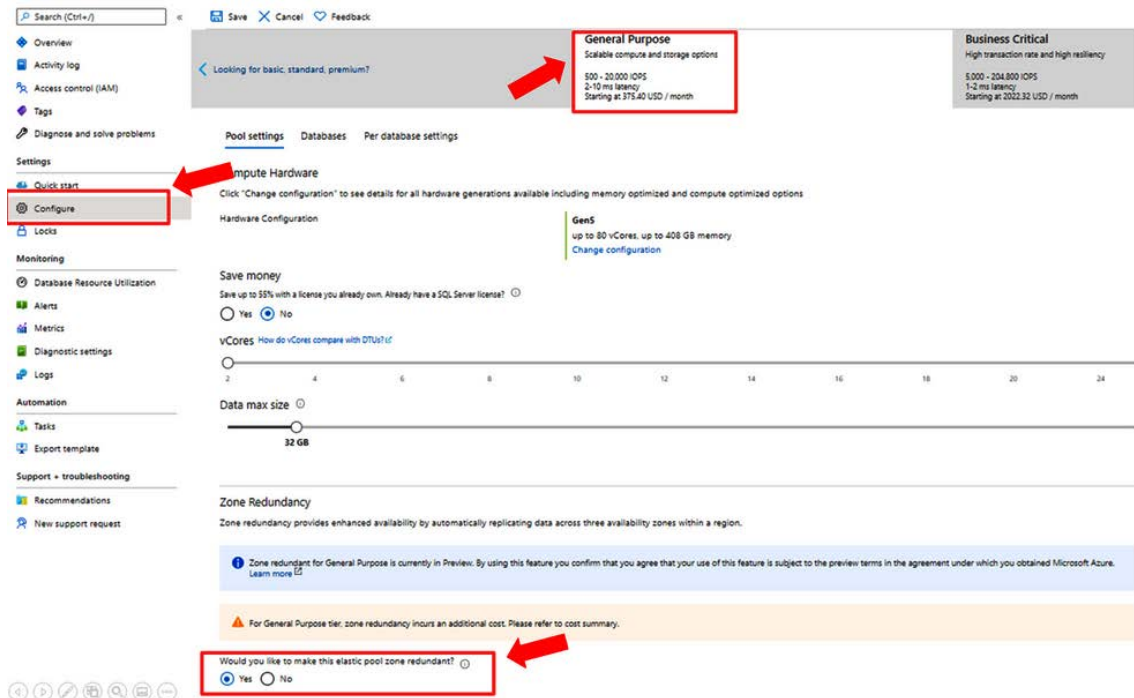 Search (Ctrl+/)
«
Overview
Activity log
Access control (IAM)
Tags
Diagnose and solve problems
Settings
Quick start
Configure
Locks
Monitoring
Database Resource Utilization
Alerts
Metrics
Diagnostic settings
Logs
Automation
Tasks
Export template
Support + troubleshooting
Recommendations
New support request
Save Cancel Feedback
Looking for basic, standard, premium?
General Purpose
Scalable compute and storage options
500 - 20,000 IOPS
2-10 ms latency
Starting at 375.40 USD / month
Business Critical
High transaction rate and high resiliency
5,000 - 204,800 IOPS
1-2 ms latency
Starting at 2022.32 USD / month
Pool settings Databases Per database settings
mpute Hardware
Click "Change configuration" to see details for all hardware generations available including memory optimized and compute optimized options
Hardware Configuration
Gen5
up to 80 vCores, up to 408 GB memory
Change configuration
Save money
Save up to 55% with a license you already own. Already have a SQL Server license?
Yes No
vCores How do vCores compare with DTUs?
2 4 6 8 10 12 14 16 18 20 24
Data max size
32 GB
Zone Redundancy
Zone redundancy provides enhanced availability by automatically replicating data across three availability zones within a region.
Zone redundant for General Purpose is currently in Preview. By using this feature you confirm that you agree that your use of this feature is subject to the preview terms in the agreement under which you obtained Microsoft Azure.
Learn more
For General Purpose tier, zone redundancy incurs an additional cost. Please refer to cost summary.
Would you like to make this elastic pool zone redundant?
Yes No